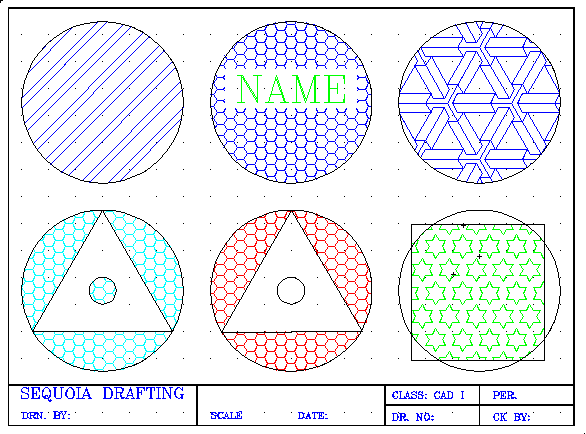 NAME
SEQUOIA DRAFTING
CLASS: CAD I
PER.
DRN. BY:
SCALE
DATE:
DR. NO:
CK BY: